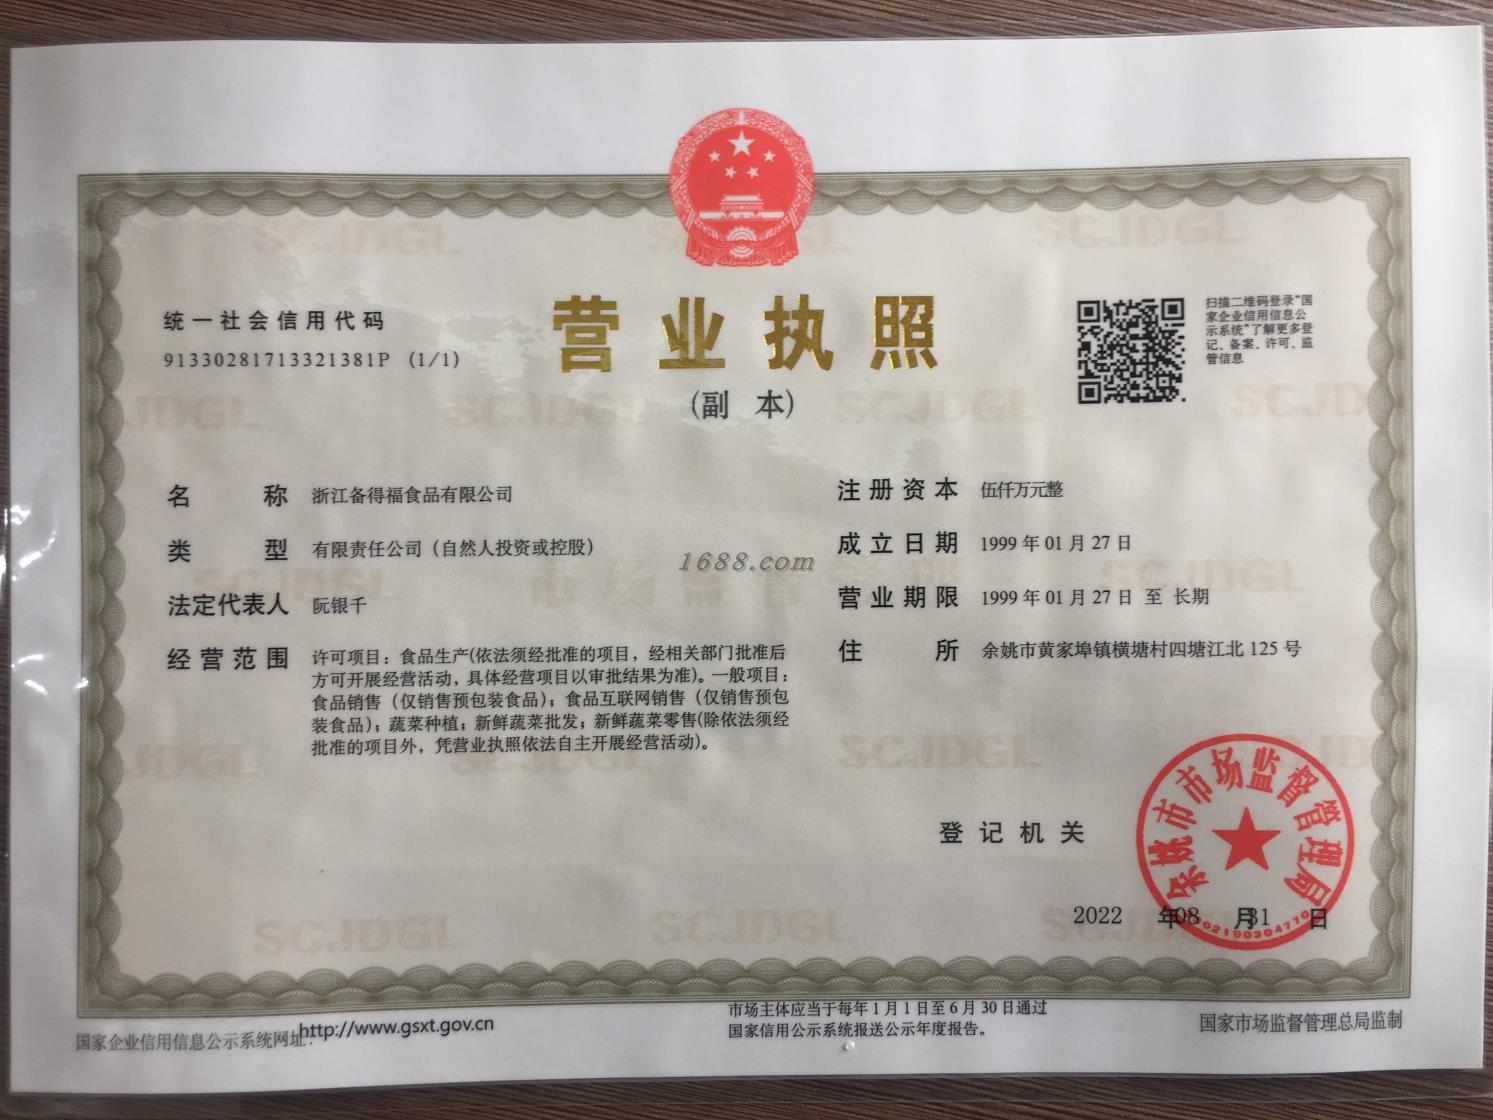 统一社会信用代码
91330281713321381P (1/1)
营业执照
(副 本)
扫描二维码登录“国
家企业信用信息公
示系统”了解更多登
记、备案、许可、监
管信息
名 称 浙江备得福食品有限公司
类 型 有限责任公司（自然人投资或控股）
法定代表人 阮银千
经营范围 许可项目：食品生产(依法须经批准的项目，经相关部门批准后
方可开展经营活动，具体经营项目以审批结果为准)。一般项目：
食品销售（仅销售预包装食品）；食品互联网销售（仅销售预包
装食品）；蔬菜种植；新鲜蔬菜批发；新鲜蔬菜零售(除依法须经
批准的项目外，凭营业执照依法自主开展经营活动)。
注册资本 伍仟万元整
成立日期 1999年01月27日
营业期限 1999年01月27日 至 长期
住 所 余姚市黄家埠镇横塘村四塘江北125号
1688.com
登记机关
余姚市市场监督管理局
2022 年08 月31 日
国家企业信用信息公示系统网址：http://www.gsxt.gov.cn
市场主体应当于每年1月1日至6月30日通过
国家信用公示系统报送公示年度报告。
国家市场监督管理总局监制
SCJDGL